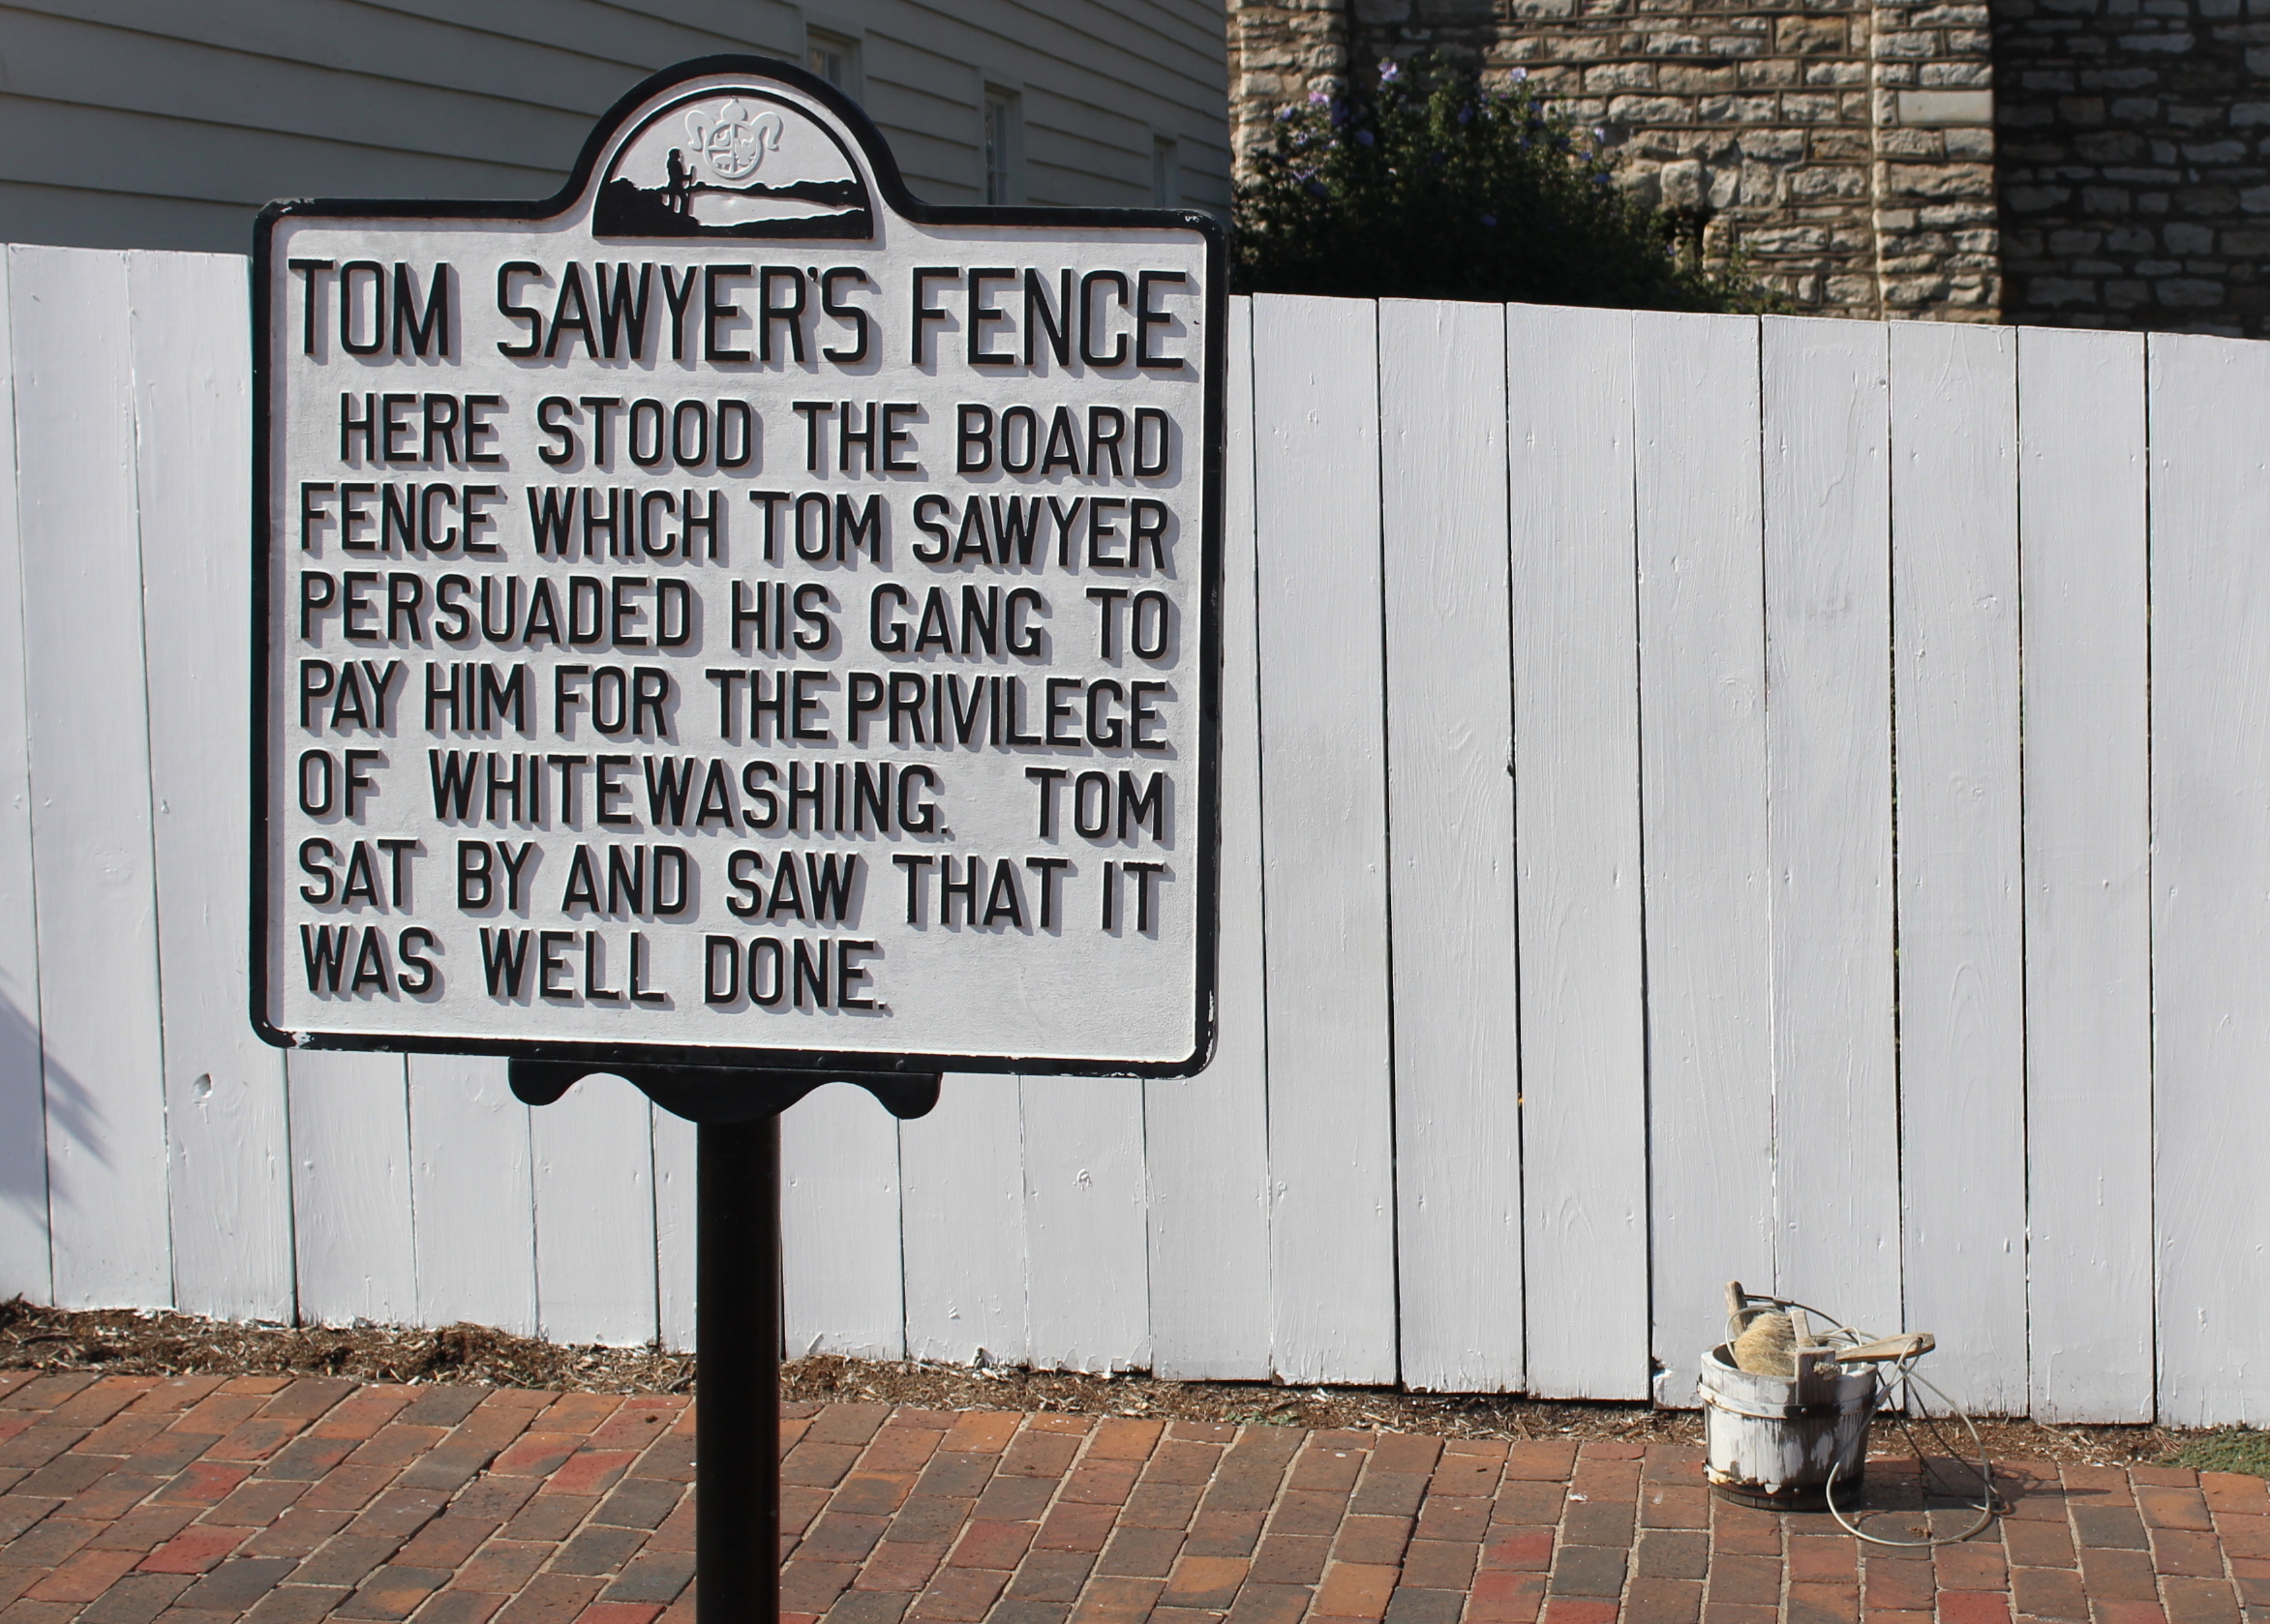 TOM SAWYER'S FENCE
HERE STOOD THE BOARD
FENCE WHICH TOM SAWYER
PERSUADED HIS GANG TO
PAY HIM FOR THE PRIVILEGE
OF WHITEWASHING. TOM
SAT BY AND SAW THAT IT
WAS WELL DONE.